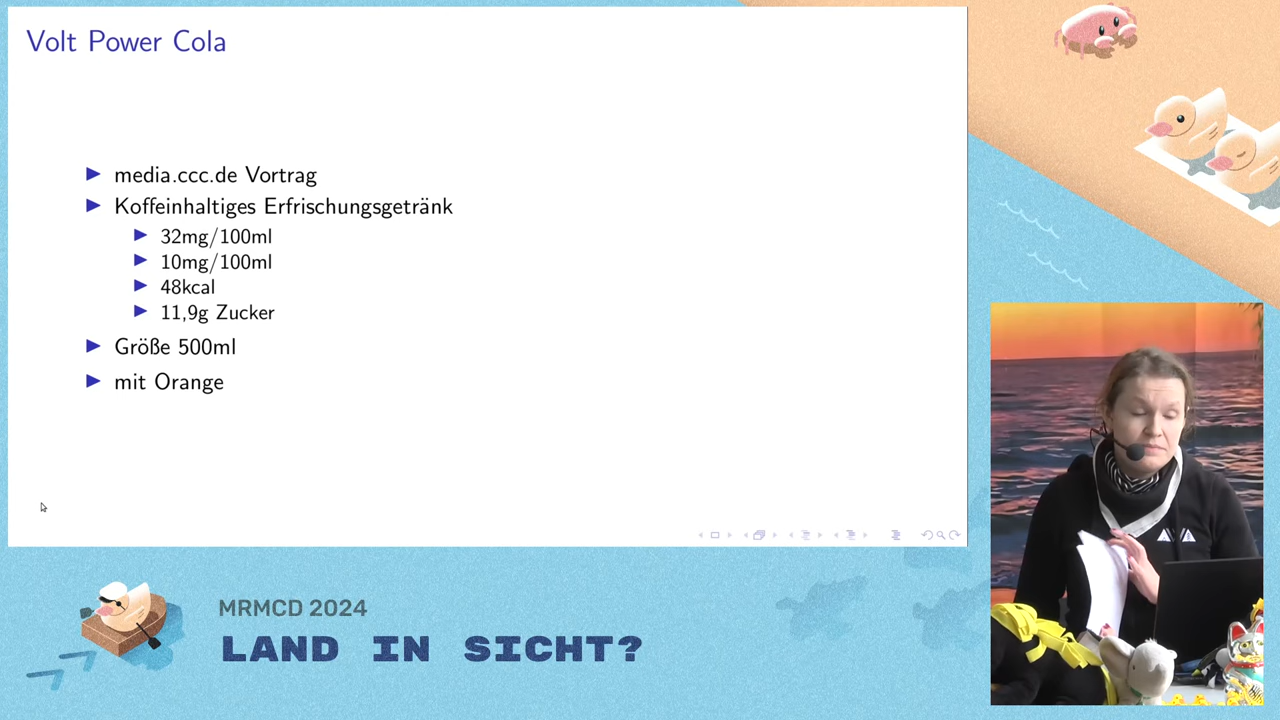 Volt Power Cola
media.ccc.de Vortrag
Koffeinhaltiges Erfrischungsgetränk
32mg/100ml
10mg/100ml
48kcal
11,9g Zucker
Größe 500ml
mit Orange
MRMCD 2024
LAND IN SICHT?